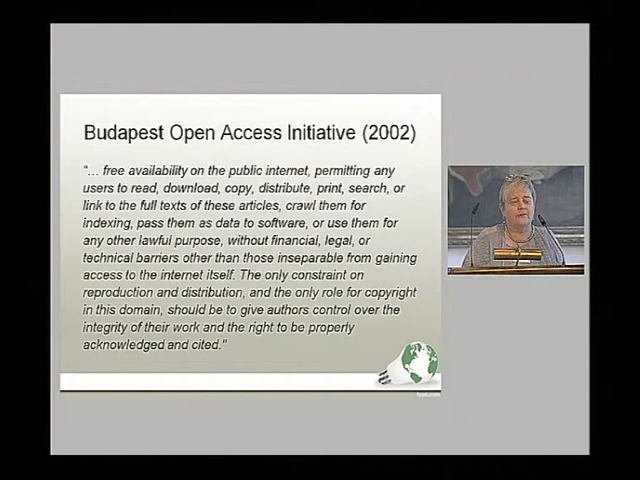 Budapest Open Access Initiative (2002)
"... free availability on the public internet, permitting any
users to read, download, copy, distribute, print, search, or
link to the full texts of these articles, crawl them for
indexing, pass them as data to software, or use them for
any other lawful purpose, without financial, legal, or
technical barriers other than those inseparable from gaining
access to the internet itself. The only constraint on
reproduction and distribution, and the only role for copyright
in this domain, should be to give authors control over the
integrity of their work and the right to be properly
acknowledged and cited."